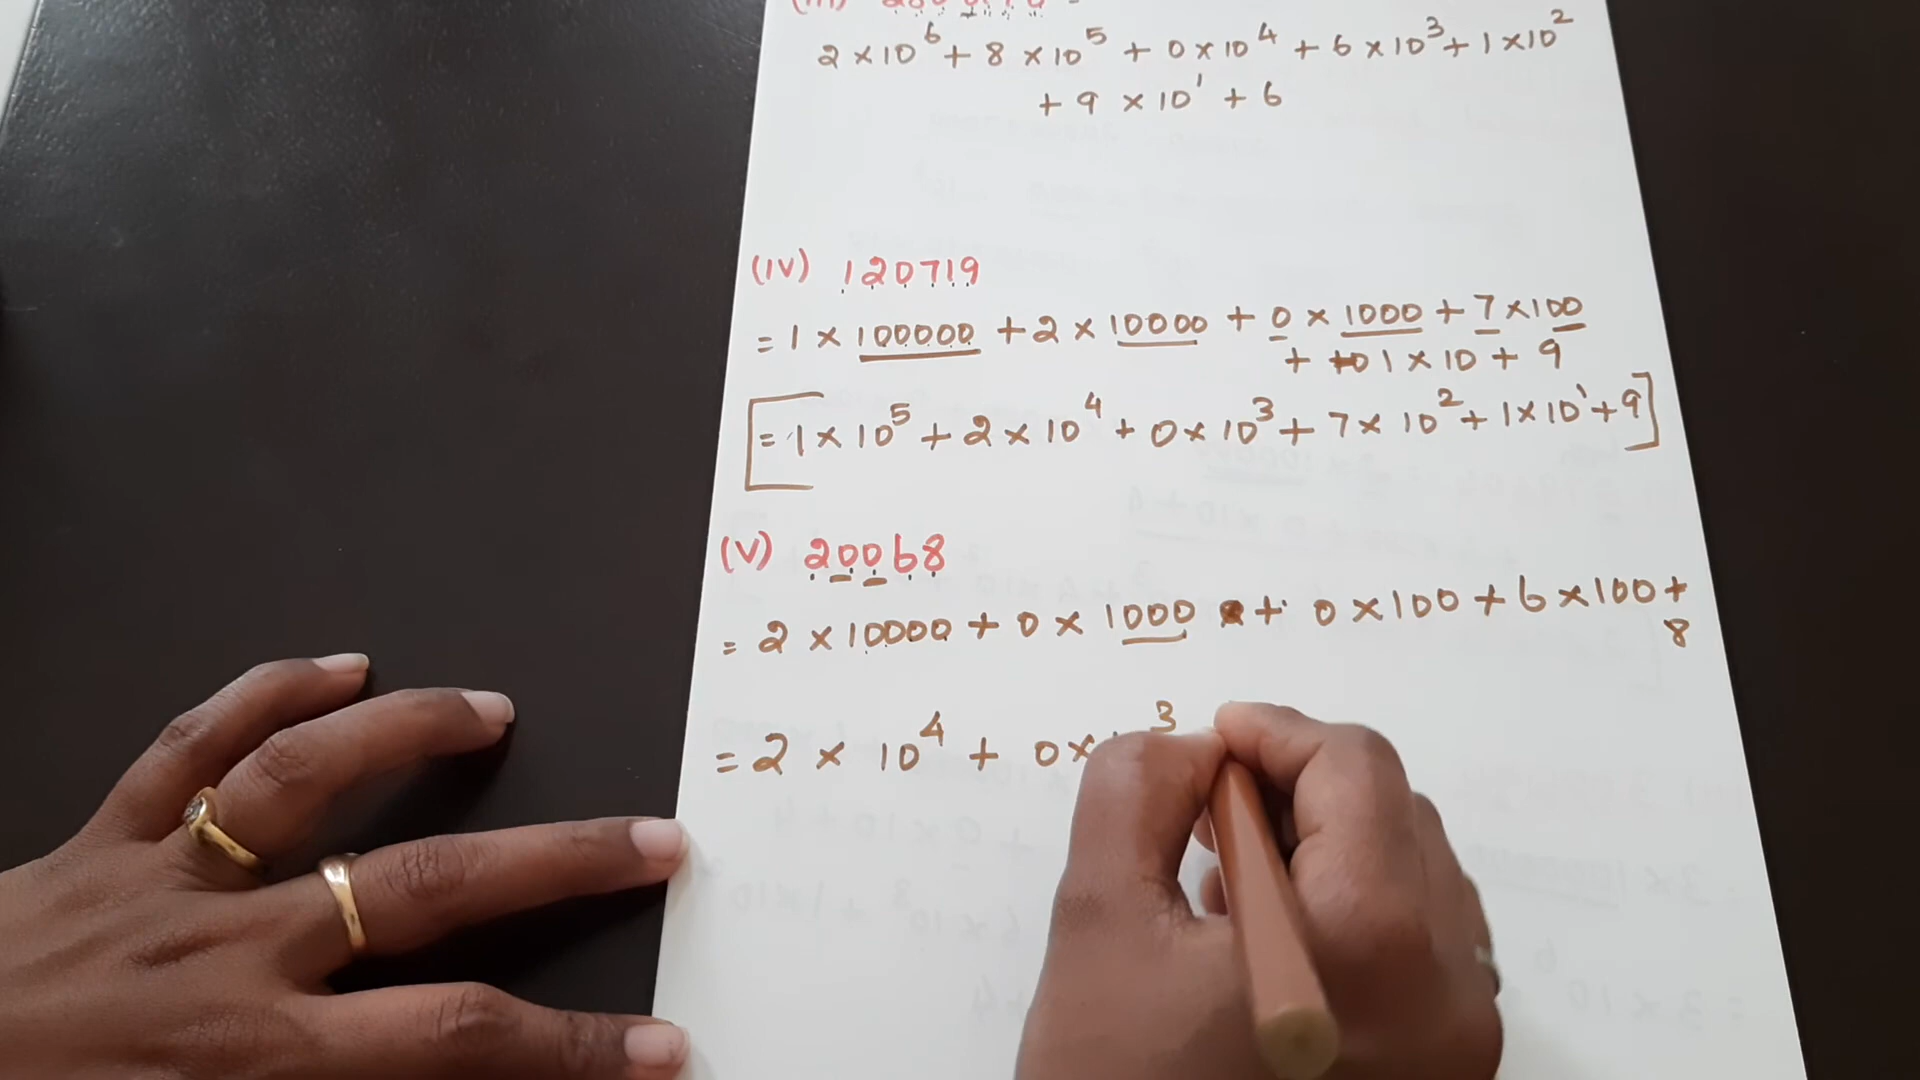 2 × 10⁶ + 8 × 10⁵ + 0 × 10⁴ + 6 × 10³ + 1 × 10²
+ 9 × 10¹ + 6
(IV) 120719
= 1 × 100000 + 2 × 10000 + 0 × 1000 + 7 × 100
+ 1 × 10 + 9
[= 1 × 10⁵ + 2 × 10⁴ + 0 × 10³ + 7 × 10² + 1 × 10¹ + 9]
(V) 20068
= 2 × 10000 + 0 × 1000 + 0 × 100 + 6 × 100 +
8
= 2 × 10⁴ + 0 × 3